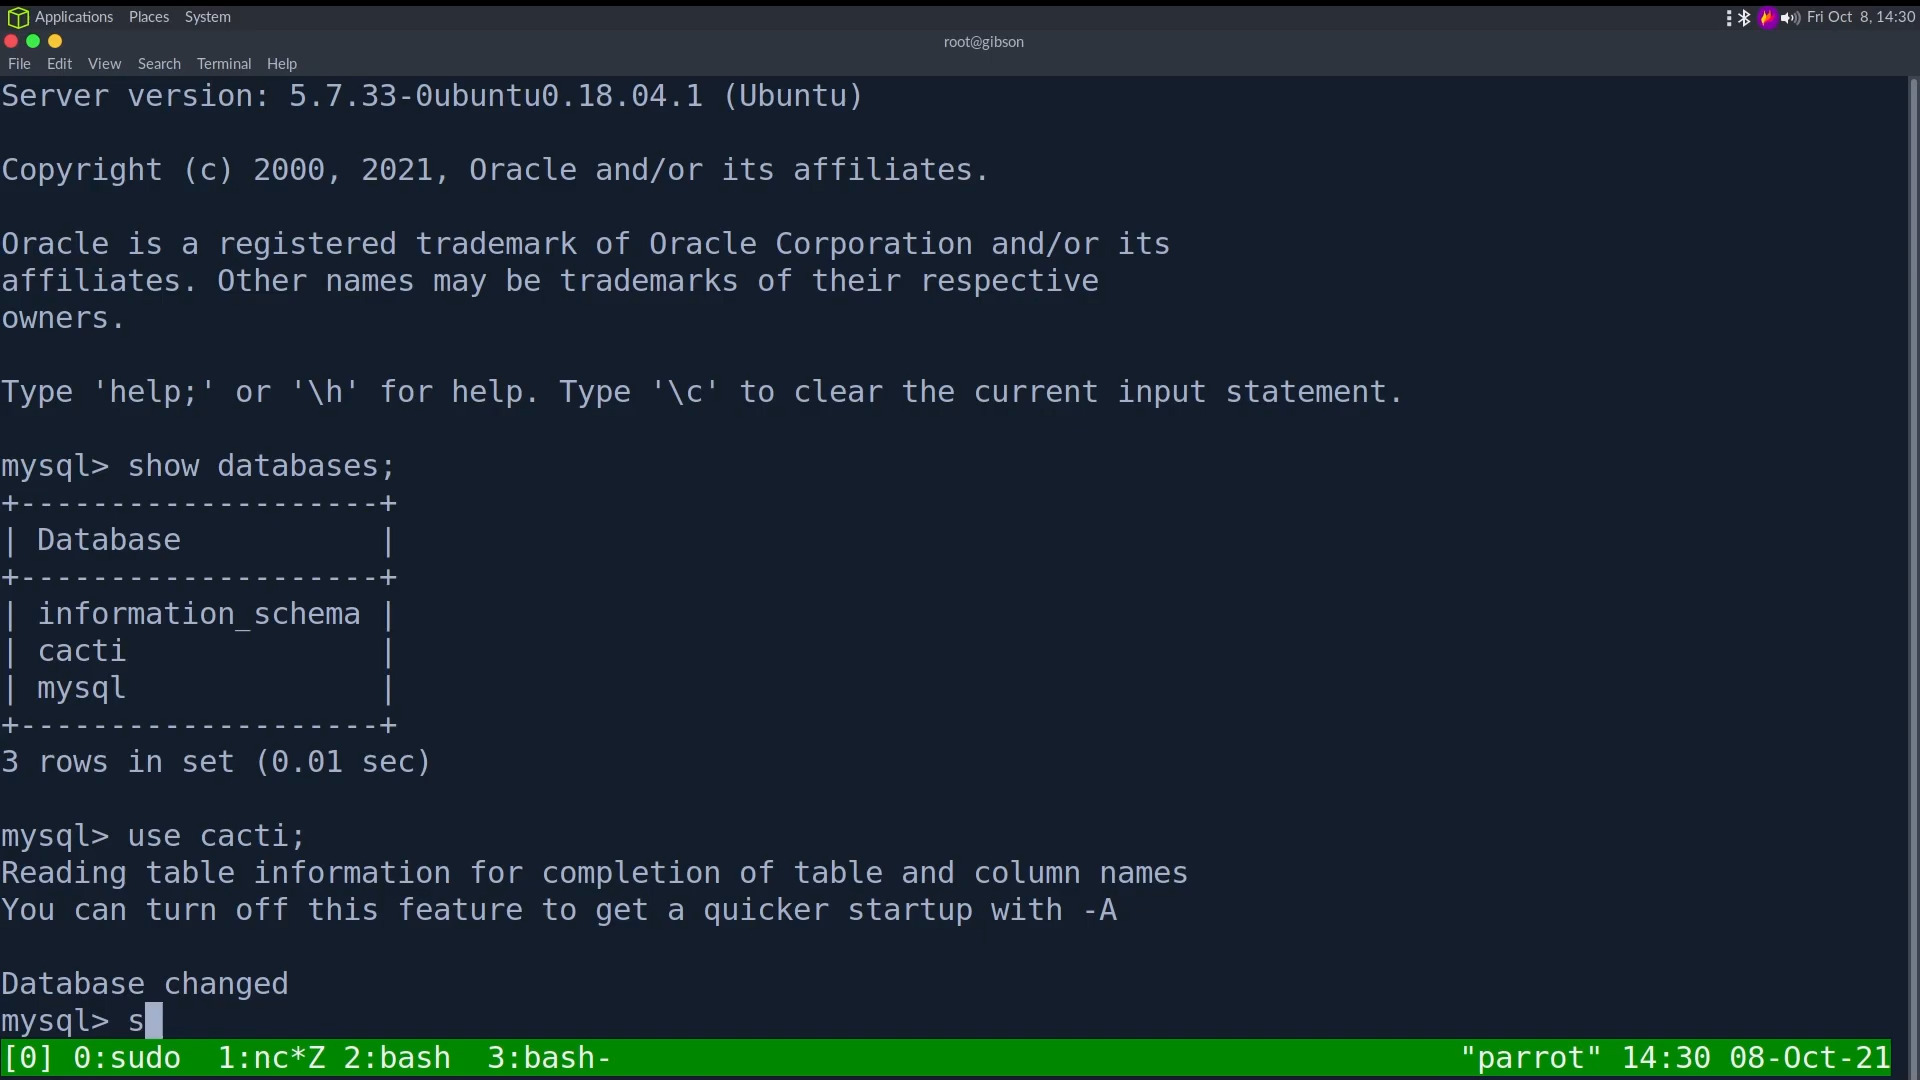 Applications Places System
Fri Oct 8, 14:30
root@gibson
File Edit View Search Terminal Help
Server version: 5.7.33-0ubuntu0.18.04.1 (Ubuntu)
Copyright (c) 2000, 2021, Oracle and/or its affiliates.
Oracle is a registered trademark of Oracle Corporation and/or its
affiliates. Other names may be trademarks of their respective
owners.
Type 'help;' or '\h' for help. Type '\c' to clear the current input statement.
mysql> show databases;
+--------------------+
| Database           |
+--------------------+
| information_schema |
| cacti              |
| mysql              |
+--------------------+
3 rows in set (0.01 sec)
mysql> use cacti;
Reading table information for completion of table and column names
You can turn off this feature to get a quicker startup with -A
Database changed
mysql> s
[0] 0:sudo  1:nc*Z 2:bash  3:bash- "parrot" 14:30 08-Oct-21